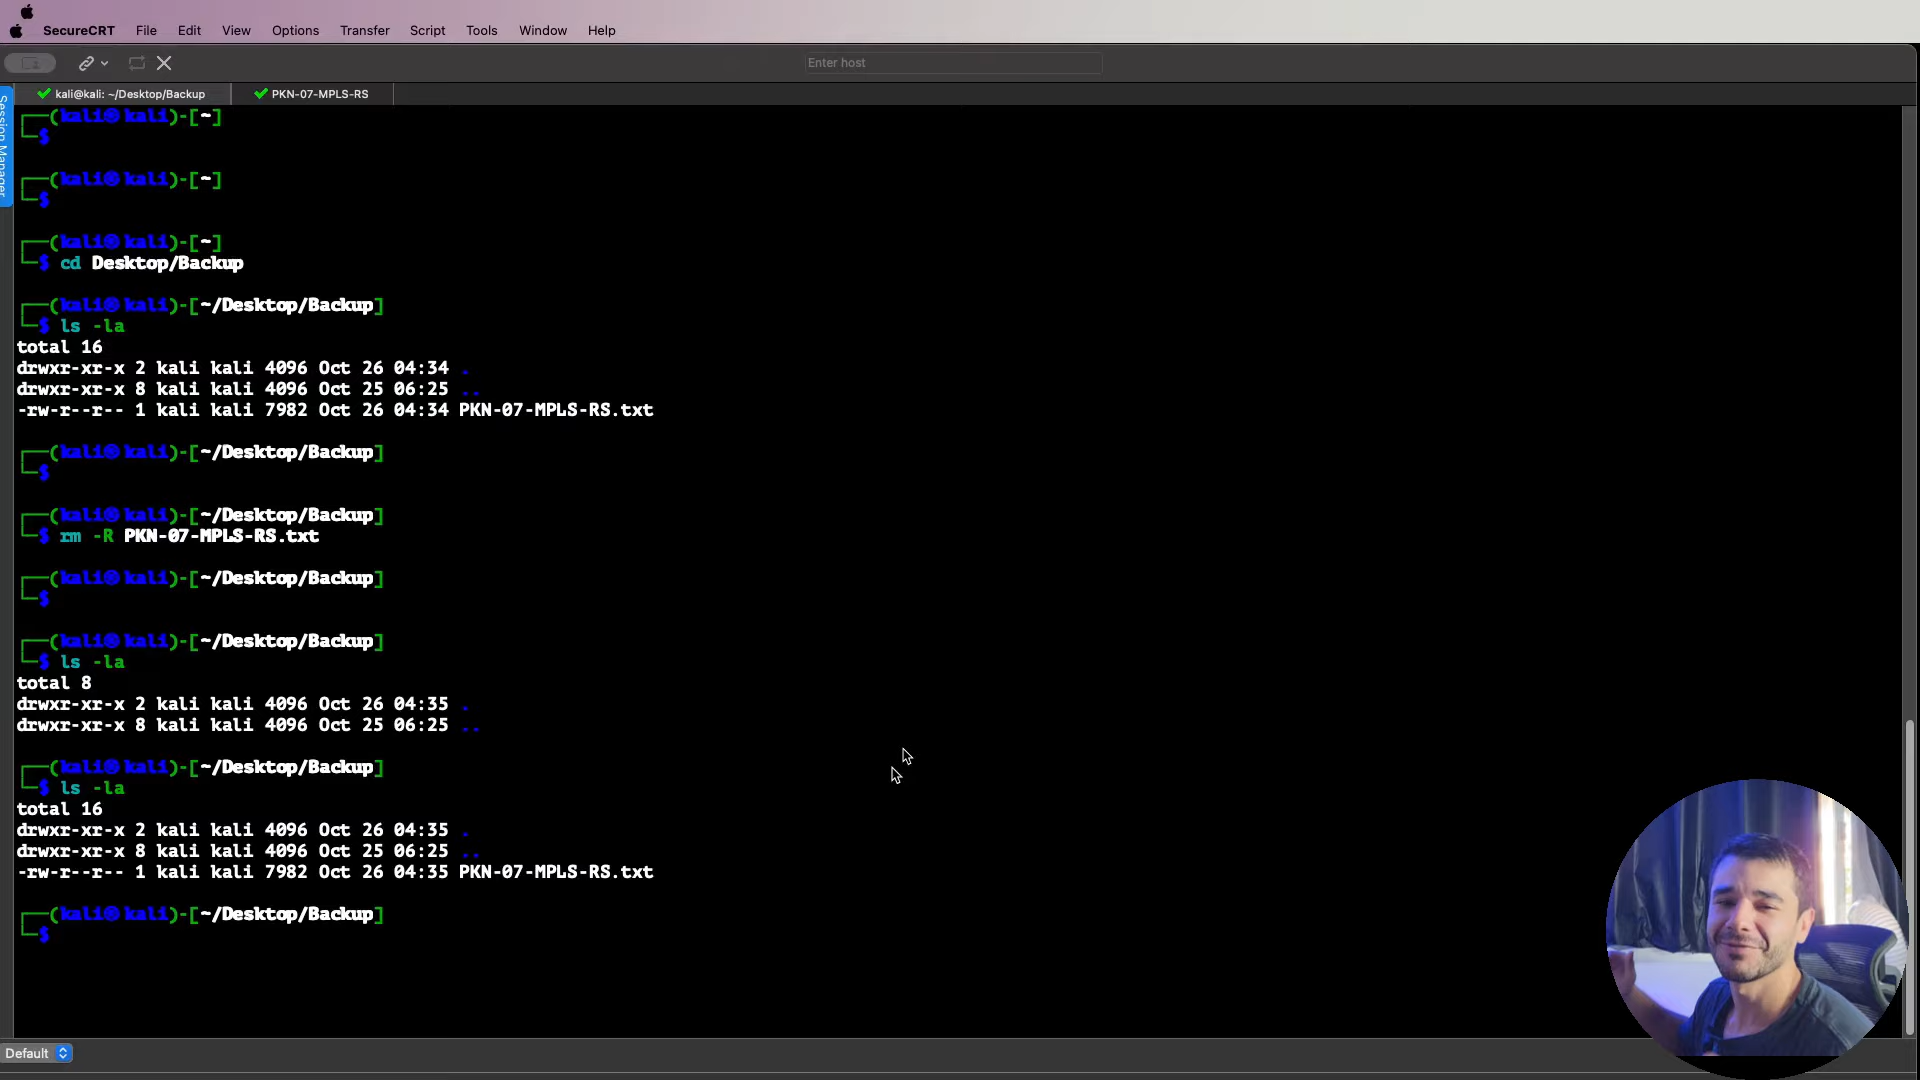 SecureCRT File Edit View Options Transfer Script Tools Window Help
Enter host
kali@kali: ~/Desktop/Backup PKN-07-MPLS-RS
Session Manager
┌──(kali㉿kali)-[~]
└─$
┌──(kali㉿kali)-[~]
└─$
┌──(kali㉿kali)-[~]
└─$ cd Desktop/Backup
┌──(kali㉿kali)-[~/Desktop/Backup]
└─$ ls -la
total 16
drwxr-xr-x 2 kali kali 4096 Oct 26 04:34 .
drwxr-xr-x 8 kali kali 4096 Oct 25 06:25 ..
-rw-r--r-- 1 kali kali 7982 Oct 26 04:34 PKN-07-MPLS-RS.txt
┌──(kali㉿kali)-[~/Desktop/Backup]
└─$
┌──(kali㉿kali)-[~/Desktop/Backup]
└─$ rm -R PKN-07-MPLS-RS.txt
┌──(kali㉿kali)-[~/Desktop/Backup]
└─$
┌──(kali㉿kali)-[~/Desktop/Backup]
└─$ ls -la
total 8
drwxr-xr-x 2 kali kali 4096 Oct 26 04:35 .
drwxr-xr-x 8 kali kali 4096 Oct 25 06:25 ..
┌──(kali㉿kali)-[~/Desktop/Backup]
└─$ ls -la
total 16
drwxr-xr-x 2 kali kali 4096 Oct 26 04:35 .
drwxr-xr-x 8 kali kali 4096 Oct 25 06:25 ..
-rw-r--r-- 1 kali kali 7982 Oct 26 04:35 PKN-07-MPLS-RS.txt
┌──(kali㉿kali)-[~/Desktop/Backup]
└─$
Default